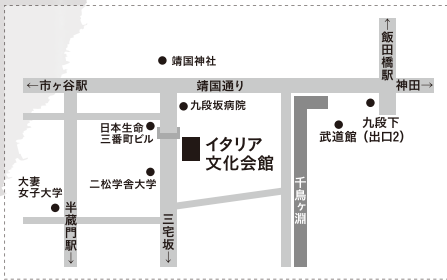 ↑飯田橋駅
靖国神社
←市ヶ谷駅
靖国通り
神田→
九段坂病院
日本生命
三番町ビル
九段下
(出口2)
武道館
イタリア
文化会館
二松学舎大学
大妻
女子大学
千鳥ヶ淵
半蔵門駅→
三宅坂→